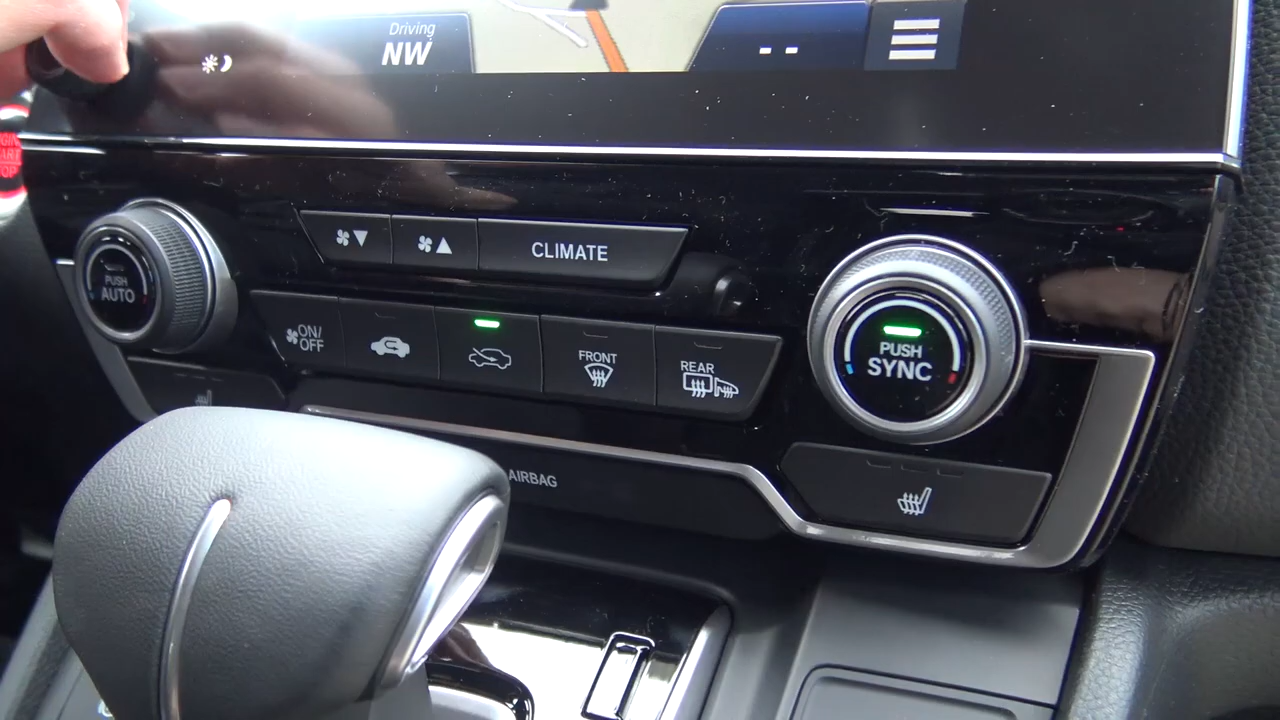 Driving
NW
-- 
CLIMATE
PUSH
AUTO
ON/
OFF
FRONT
REAR
PUSH
SYNC
AIRBAG